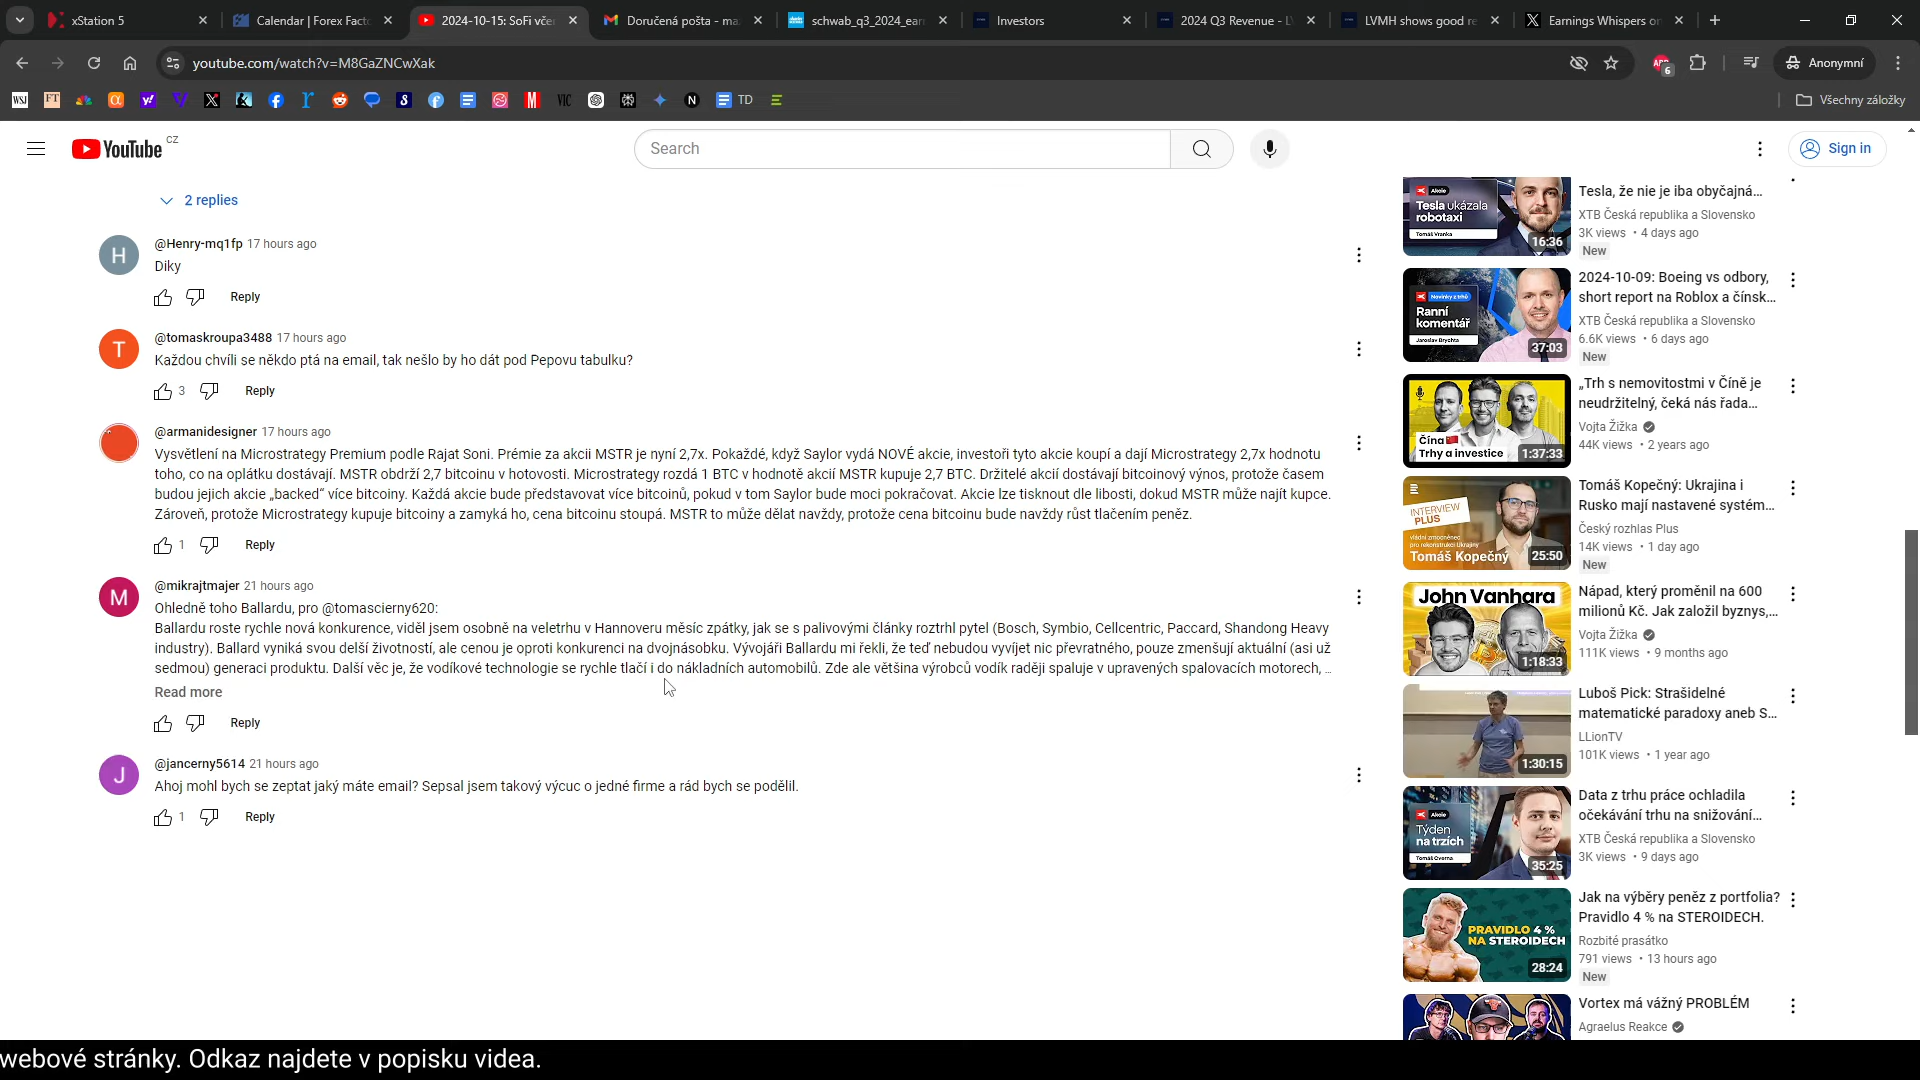 xStation 5
Calendar | Forex Fact
2024-10-15: SoFi vče
Doručená pošta - ma
schwab_q3_2024_ear
Investors
2024 Q3 Revenue - L
LVMH shows good re
Earnings Whispers on
youtube.com/watch?v=M8GaZNCwXak
ABP
6
Anonymní
WSJ
FT
VIC
TD
Všechny záložky
YouTube CZ
Search
Sign in
2 replies
H
@Henry-mq1fp 17 hours ago
Diky
Reply
T
@tomaskroupa3488 17 hours ago
Každou chvíli se někdo ptá na email, tak nešlo by ho dát pod Pepovu tabulku?
3 Reply
@armanidesigner 17 hours ago
Vysvětlení na Microstrategy Premium podle Rajat Soni. Prémie za akcii MSTR je nyní 2,7x. Pokaždé, když Saylor vydá NOVÉ akcie, investoři tyto akcie koupí a dají Microstrategy 2,7x hodnotu
toho, co na oplátku dostávají. MSTR obdrží 2,7 bitcoinu v hotovosti. Microstrategy rozdá 1 BTC v hodnotě akcií MSTR kupuje 2,7 BTC. Držitelé akcií dostávají bitcoinový výnos, protože časem
budou jejich akcie „backed“ více bitcoiny. Každá akcie bude představovat více bitcoinů, pokud v tom Saylor bude moci pokračovat. Akcie lze tisknout dle libosti, dokud MSTR může najít kupce.
Zároveň, protože Microstrategy kupuje bitcoiny a zamyká ho, cena bitcoinu stoupá. MSTR to může dělat navždy, protože cena bitcoinu bude navždy růst tlačením peněz.
1 Reply
M
@mikrajtmajer 21 hours ago
Ohledně toho Ballardu, pro @tomascierny620:
Ballardu roste rychle nová konkurence, viděl jsem osobně na veletrhu v Hannoveru měsíc zpátky, jak se s palivovými články roztrhl pytel (Bosch, Symbio, Cellcentric, Paccard, Shandong Heavy
industry). Ballard vyniká svou delší životností, ale cenou je oproti konkurenci na dvojnásobku. Vývojáři Ballardu mi řekli, že teď nebudou vyvíjet nic převratného, pouze zmenšují aktuální (asi už
sedmou) generaci produktu. Další věc je, že vodíkové technologie se rychle tlačí i do nákladních automobilů. Zde ale většina výrobců vodík raději spaluje v upravených spalovacích motorech, ...
Read more
Reply
J
@jancerny5614 21 hours ago
Ahoj mohl bych se zeptat jaký máte email? Sepsal jsem takový výcuc o jedné firme a rád bych se podělil.
1 Reply
Akcie
Tesla ukázala
robotaxi
Tomáš Vranka
16:36
Tesla, že nie je iba obyčajná...
XTB Česká republika a Slovensko
3K views • 4 days ago
New
Novinky z trhů
Ranní
komentář
Jaroslav Brychta
37:03
2024-10-09: Boeing vs odbory,
short report na Roblox a čínsk...
XTB Česká republika a Slovensko
6.6K views • 6 days ago
New
Čína
Trhy a investice
1:37:33
„Trh s nemovitostmi v Číně je
neudržitelný, čeká nás řada...
Vojta Žižka
44K views • 2 years ago
INTERVIEW
PLUS
vládní zmocněnec
pro rekonstrukci Ukrajiny
Tomáš Kopečný
25:50
Tomáš Kopečný: Ukrajina i
Rusko mají nastavené systém...
Český rozhlas Plus
14K views • 1 day ago
New
John Vanhara
1:18:33
Nápad, který proměnil na 600
milionů Kč. Jak založil byznys,...
Vojta Žižka
111K views • 9 months ago
1:30:15
Luboš Pick: Strašidelné
matematické paradoxy aneb S...
LLionTV
101K views • 1 year ago
Akcie
Týden
na trzích
Tomáš Cverna
35:25
Data z trhu práce ochladila
očekávání trhu na snižování...
XTB Česká republika a Slovensko
3K views • 9 days ago
PRAVIDLO 4 %
NA STEROIDECH
28:24
Jak na výběry peněz z portfolia?
Pravidlo 4 % na STEROIDECH.
Rozbité prasátko
791 views • 13 hours ago
New
Vortex má vážný PROBLÉM
Agraelus Reakce
webové stránky. Odkaz najdete v popisku videa.